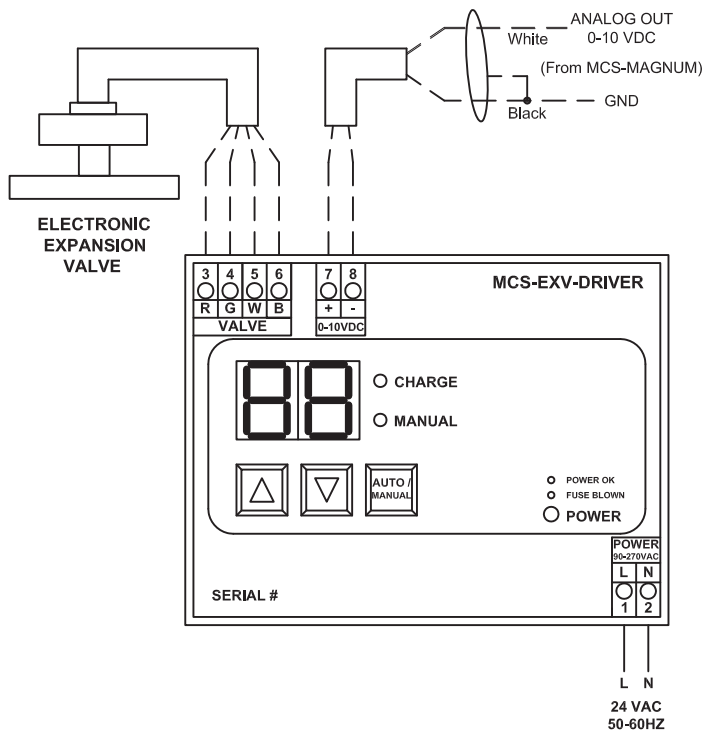 ANALOG OUT
0-10 VDC
White
(From MCS-MAGNUM)
GND
Black
ELECTRONIC
EXPANSION
VALVE
3 4 5 6 7 8
R G W B + -
VALVE 0-10VDC
MCS-EXV-DRIVER
88
CHARGE
MANUAL
AUTO /
MANUAL
POWER OK
FUSE BLOWN
POWER
POWER
90-270VAC
L N
1 2
SERIAL #
L N
24 VAC
50-60HZ